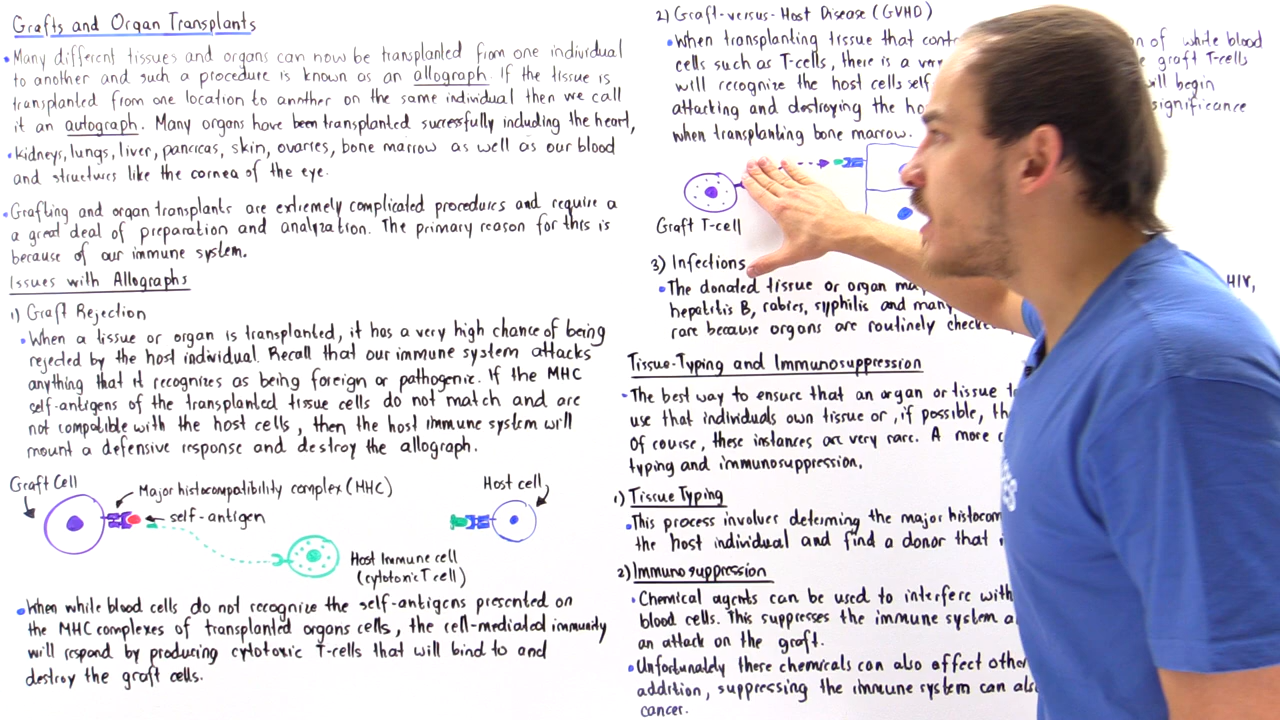 Grafts and Organ Transplants
• Many different tissues and organs can now be transplanted from one individual
to another and such a procedure is known as an allograph. If the tissue is
transplanted from one location to another on the same individual then we call
it an autograph. Many organs have been transplanted successfully including the heart,
• kidneys, lungs, liver, pancreas, skin, ovaries, bone marrow as well as our blood
and structures like the cornea of the eye.
• Grafting and organ transplants are extremely complicated procedures and require a
a great deal of preparation and analyzation. The primary reason for this is
because of our immune system.
Issues with Allographs
1) Graft Rejection
• When a tissue or organ is transplanted, it has a very high chance of being
rejected by the host individual. Recall that our immune system attacks
anything that it recognizes as being foreign or pathogenic. If the MHC
self-antigens of the transplanted tissue cells do not match and are
not compatible with the host cells, then the host immune system will
mount a defensive response and destroy the allograph.
Graft Cell
Major histocompatibility complex (MHC)
self-antigen
Host cell
Host Immune cell
(cytotoxic T cell)
• When while blood cells do not recognize the self-antigens presented on
the MHC complexes of transplanted organs cells, the cell-mediated immunity
will respond by producing cytotoxic T-cells that will bind to and
destroy the graft cells.
2) Graft-versus-Host Disease (GVHD)
• When transplanting tissue that of white blood
cells such as T-cells, there is a graft T-cells
will recognize the host cells self will begin
attacking and destroying the significance
when transplanting bone marrow.
Graft T-cell
3) Infections
• The donated tissue or organ HIV,
hepatitis B, rabies, syphilis and many
rare because organs are routinely
Tissue-Typing and Immunosuppression
• The best way to ensure that an organ or tissue
use that individuals own tissue or, if possible,
Of course, these instances are very rare. A more
typing and immunosuppression.
1) Tissue Typing
• This process involves determing the major
the host individual and find a donor that
2) Immunosuppression
• Chemical agents can be used to interfere with
blood cells. This suppresses the immune system
an attack on the graft.
• Unfortunately these chemicals can also affect
addition, suppressing the immune system can
cancer.